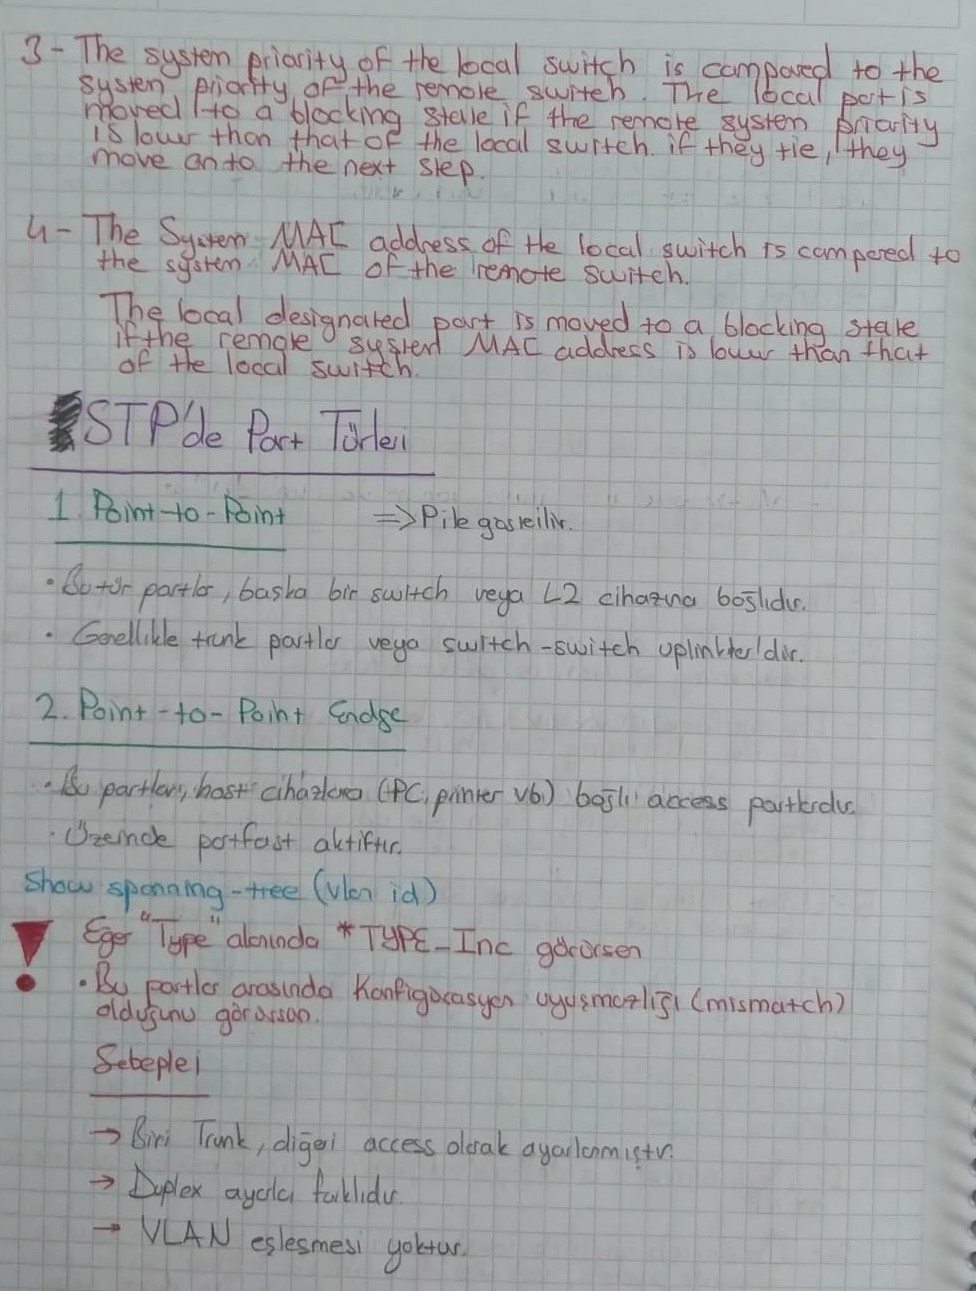 3- The system priority of the local switch is compared to the
system priority of the remote switch. The local port is
moved to a blocking state if the remote system priority
is lower than that of the local switch. if they tie, they
move on to the next step.
4- The System MAC address of the local switch is compared to
the system MAC of the remote switch.
The local designated port is moved to a blocking state
if the remote system MAC address is lower than that
of the local switch.
STP'de Port Türleri
1. Point-to-Point => P2P le gösterilir.
• Bu tür portlar, başka bir switch veya L2 cihazına bağlıdır.
• Genellikle trunk portlar veya switch-switch uplinkler'dir.
2. Point-to-Point Endge
• Bu portlar, host cihazlara (PC, printer vb) bağlı access portlardır.
• Üzerinde portfast aktiftir.
Show spanning-tree (vlan id)
! Eger "Type" alanında *TYPE_Inc görürsen
• Bu portlar arasında Konfigürasyon uyuşmazlığı (mismatch)
olduğunu görürsün.
Sebepleri
→ Biri Trunk, diğeri access olarak ayarlanmıştır.
→ Duplex ayarları farklıdır.
→ VLAN eşleşmesi yoktur.